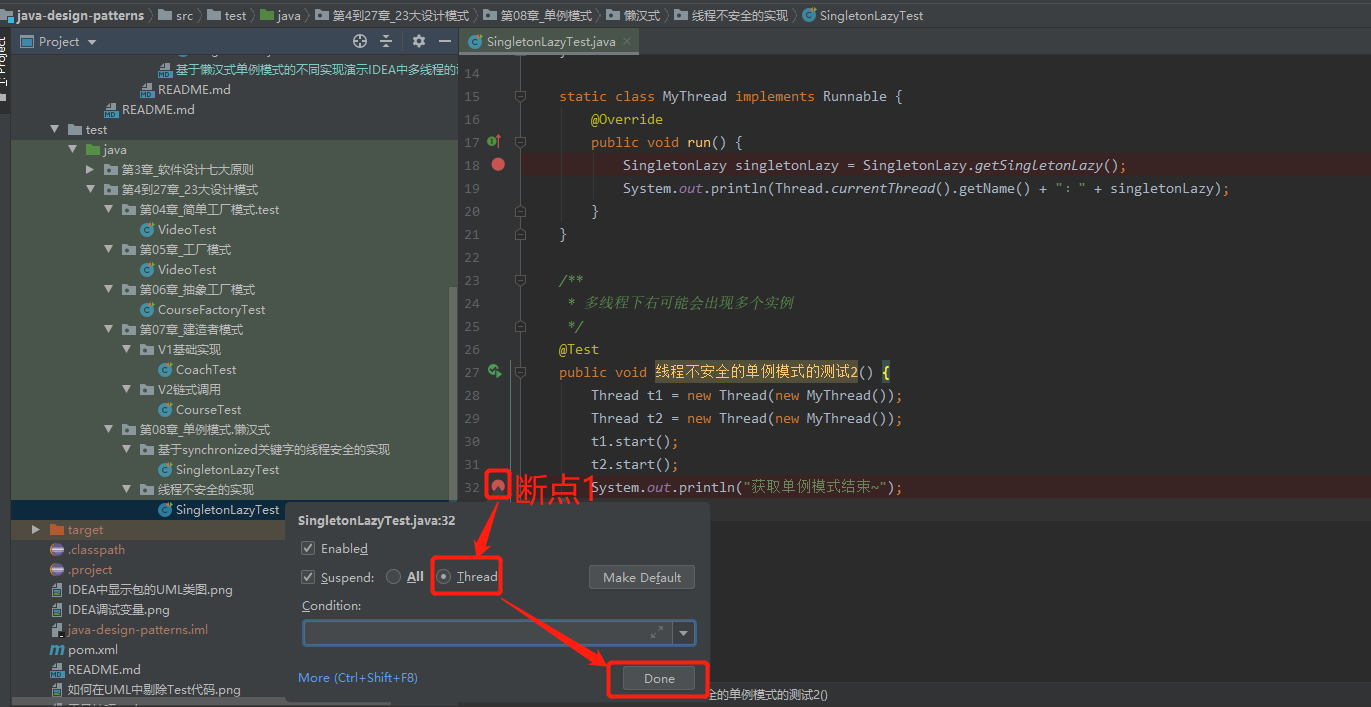 java-design-patterns src test java 第4到27章_23大设计模式 第08章_单例模式 懒汉式 线程不安全的实现 SingletonLazyTest
1: Project
Project
SingletonLazyTest.java
基于懒汉式单例模式的不同实现演示IDEA中多线程的
README.md
README.md
test
java
第3章_软件设计七大原则
第4到27章_23大设计模式
第04章_简单工厂模式.test
VideoTest
第05章_工厂模式
VideoTest
第06章_抽象工厂模式
CourseFactoryTest
第07章_建造者模式
V1基础实现
CoachTest
V2链式调用
CourseTest
第08章_单例模式.懒汉式
基于synchronized关键字的线程安全的实现
SingletonLazyTest
线程不安全的实现
SingletonLazyTest
target
.classpath
.project
IDEA中显示包的UML类图.png
IDEA调试变量.png
java-design-patterns.iml
pom.xml
README.md
如何在UML中剔除Test代码.png
14
15 static class MyThread implements Runnable {
16 @Override
17 public void run() {
18 SingletonLazy singletonLazy = SingletonLazy.getSingletonLazy();
19 System.out.println(Thread.currentThread().getName() + ": " + singletonLazy);
20 }
21 }
22
23 /**
24 * 多线程下右可能会出现多个实例
25 */
26 @Test
27 public void 线程不安全的单例模式的测试2() {
28 Thread t1 = new Thread(new MyThread());
29 Thread t2 = new Thread(new MyThread());
30 t1.start();
31 t2.start();
32 System.out.println("获取单例模式结束~");
断点1
SingletonLazyTest.java:32
Enabled
Suspend: All Thread
Make Default
Condition:
More (Ctrl+Shift+F8)
Done
全的单例模式的测试2()